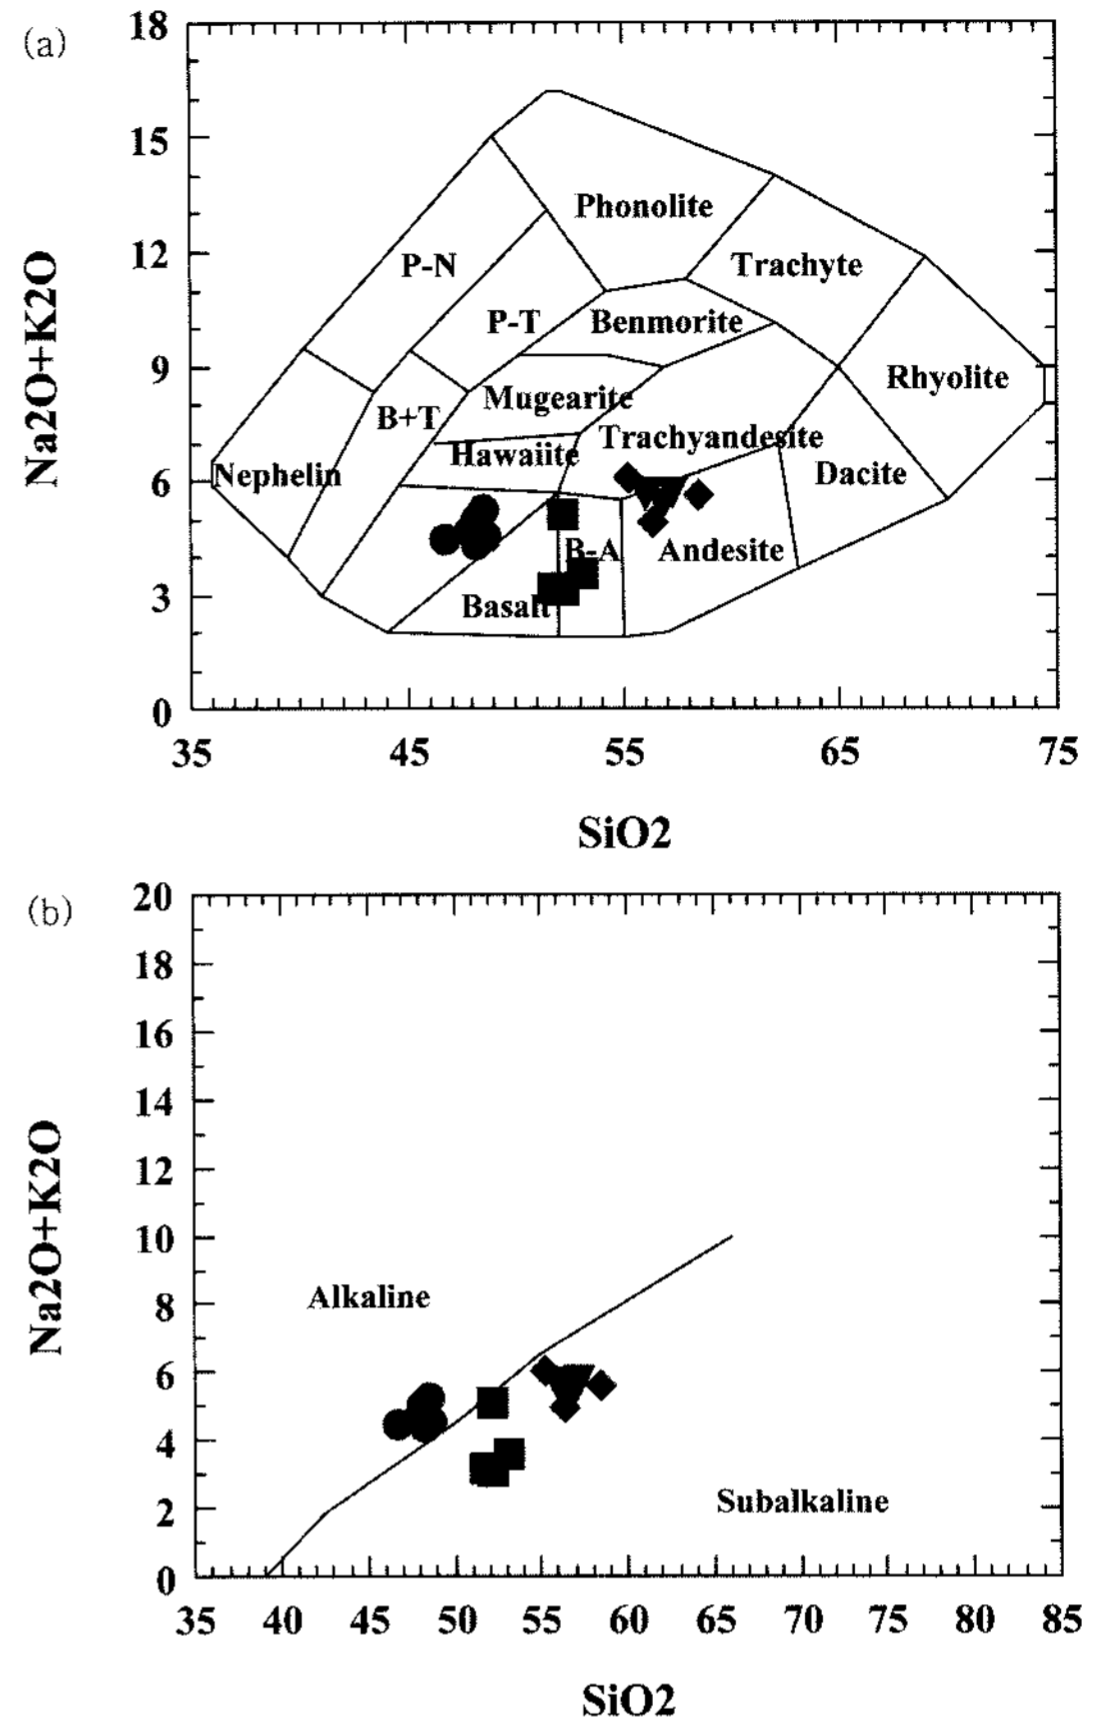 (a)
18
15
12
9
6
3
0
Na2O+K2O
Phonolite
P-N
Trachyte
P-T
Benmorite
Rhyolite
Mugearite
B+T
Trachyandesite
Hawaiite
Nephelin
Dacite
B-A
Andesite
Basalt
35 45 55 65 75
SiO2
(b)
20
18
16
14
12
10
8
6
4
2
0
Na2O+K2O
Alkaline
Subalkaline
35 40 45 50 55 60 65 70 75 80 85
SiO2